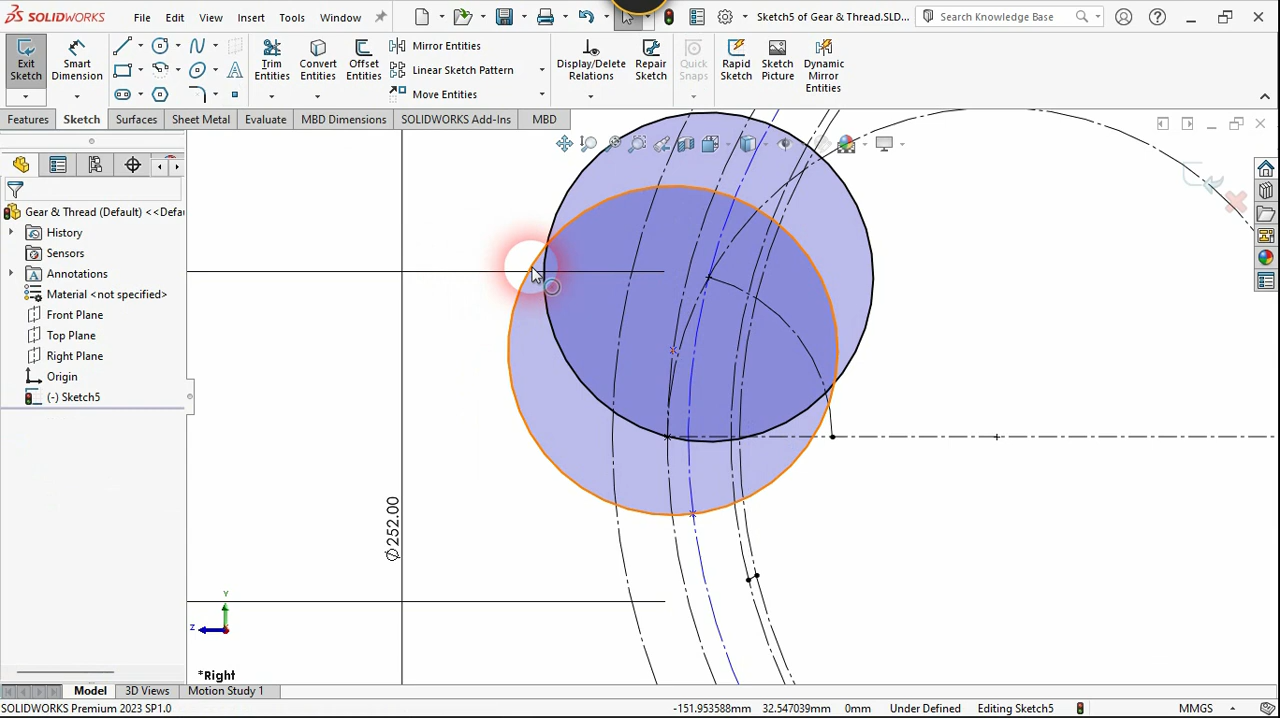 SOLIDWORKS File Edit View Insert Tools Window Sketch5 of Gear & Thread.SLD... Search Knowledge Base
Exit Sketch
Smart Dimension
Trim Entities
Convert Entities
Offset Entities
Mirror Entities
Linear Sketch Pattern
Move Entities
Display/Delete Relations
Repair Sketch
Quick Snaps
Rapid Sketch
Sketch Picture
Dynamic Mirror Entities
Features Sketch Surfaces Sheet Metal Evaluate MBD Dimensions SOLIDWORKS Add-Ins MBD
Gear & Thread (Default) <<Defau
History
Sensors
Annotations
Material <not specified>
Front Plane
Top Plane
Right Plane
Origin
(-) Sketch5
Ø252.00
Y
Z
*Right
Model 3D Views Motion Study 1
SOLIDWORKS Premium 2023 SP1.0 -151.953588mm 32.547039mm 0mm Under Defined Editing Sketch5 MMGS